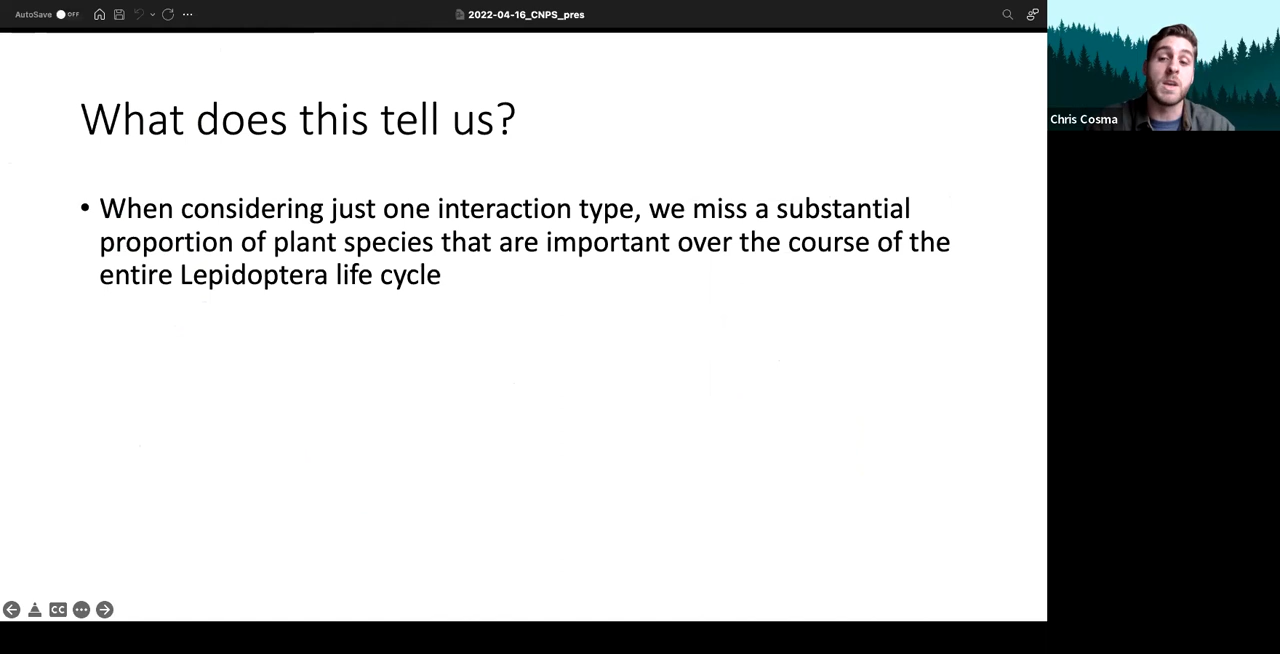 AutoSave OFF
2022-04-16_CNPS_pres
Chris Cosma
What does this tell us?
• When considering just one interaction type, we miss a substantial
proportion of plant species that are important over the course of the
entire Lepidoptera life cycle
CC